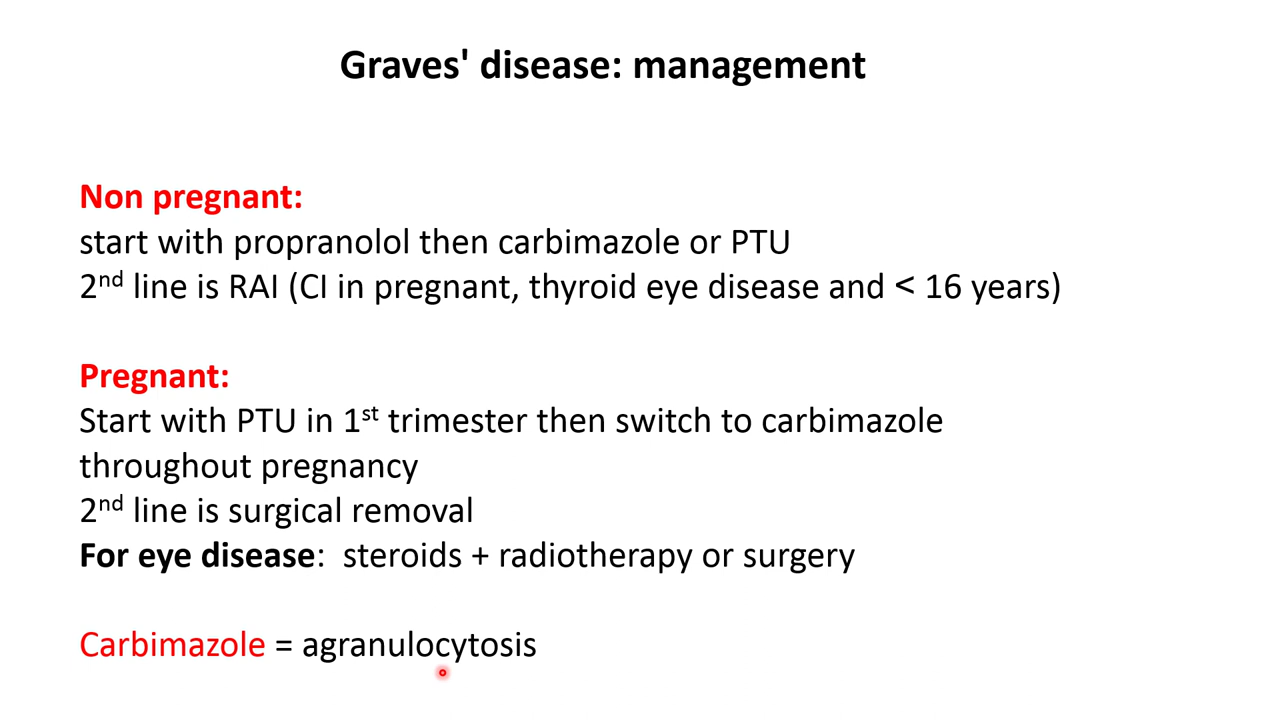 Graves' disease: management
Non pregnant:
start with propranolol then carbimazole or PTU
2nd line is RAI (CI in pregnant, thyroid eye disease and < 16 years)
Pregnant:
Start with PTU in 1st trimester then switch to carbimazole
throughout pregnancy
2nd line is surgical removal
For eye disease: steroids + radiotherapy or surgery
Carbimazole = agranulocytosis